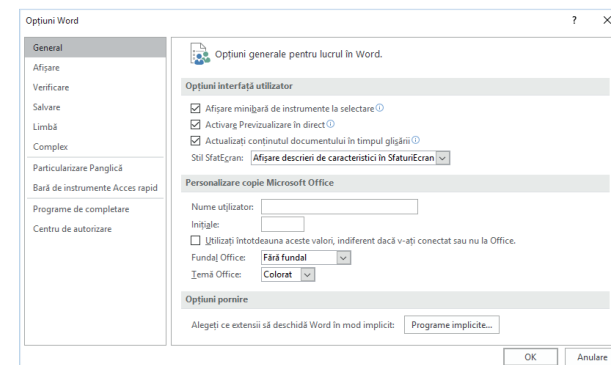 Opțiuni Word
? ×
General
Afișare
Verificare
Salvare
Limbă
Complex
Particularizare Panglică
Bară de instrumente Acces rapid
Programe de completare
Centru de autorizare
Opțiuni generale pentru lucrul în Word.
Opțiuni interfață utilizator
Afișare minibară de instrumente la selectare
Activare Previzualizare în direct
Actualizați conținutul documentului în timpul glisării
Stil SfatEcran: Afișare descrieri de caracteristici în SfaturiEcran
Personalizare copie Microsoft Office
Nume utilizator:
Inițiale:
Utilizați întotdeauna aceste valori, indiferent dacă v-ați conectat sau nu la Office.
Fundal Office: Fără fundal
Temă Office: Colorat
Opțiuni pornire
Alegeți ce extensii să deschidă Word în mod implicit: Programe implicite...
OK Anulare